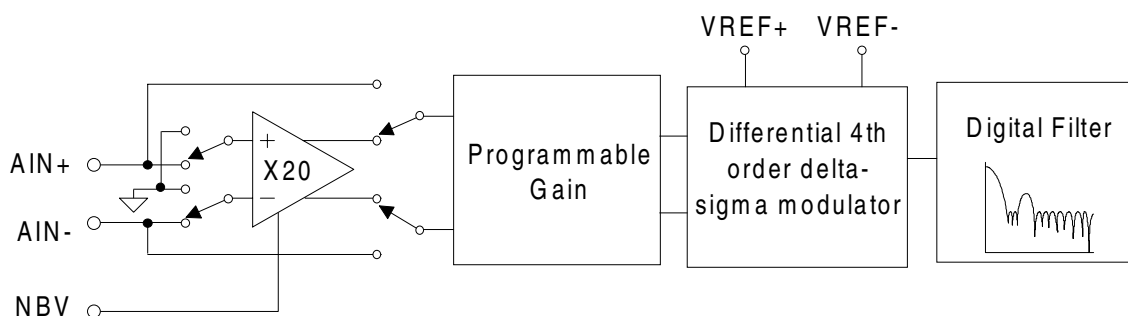 VREF+
VREF-
AIN+
AIN-
NBV
+
X20
−
Programmable
Gain
Differential 4th
order delta-
sigma modulator
Digital Filter